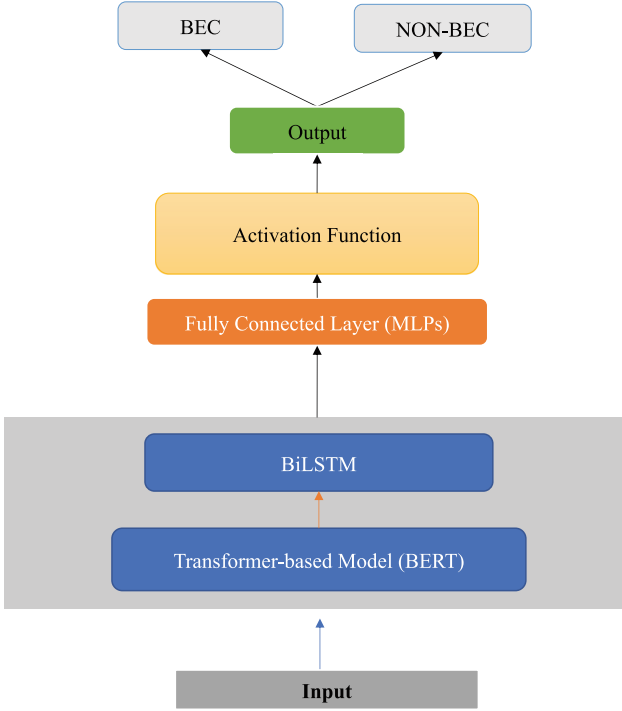 BEC
NON-BEC
Output
Activation Function
Fully Connected Layer (MLPs)
BiLSTM
Transformer-based Model (BERT)
Input